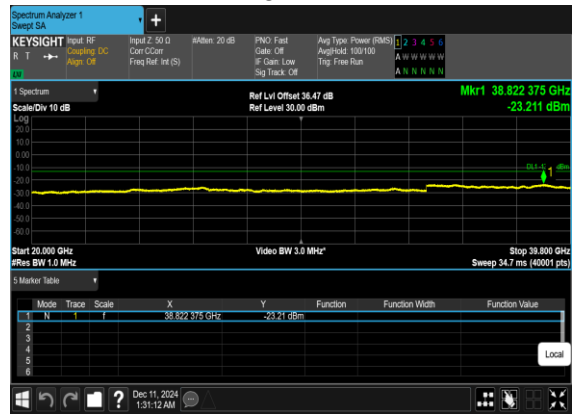 Spectrum Analyzer 1
Swept SA
+
KEYSIGHT
R T
LW
Input: RF
Coupling: DC
Align: Off
Input Z: 50 Ω
Corr CCorr
Freq Ref: Int (S)
#Atten: 20 dB
PNO: Fast
Gate: Off
IF Gain: Low
Sig Track: Off
Avg Type: Power (RMS)
Avg|Hold: 100/100
Trig: Free Run
1 2 3 4 5 6
A W W W W W
A N N N N N
1 Spectrum
Scale/Div 10 dB
Ref Lvl Offset 36.47 dB
Ref Level 30.00 dBm
Mkr1 38.822 375 GHz
-23.211 dBm
Log
20.0
10.0
0.00
-10.0
-20.0
-30.0
-40.0
-50.0
-60.0
1
dBm
Start 20.000 GHz
#Res BW 1.0 MHz
Video BW 3.0 MHz*
Stop 39.800 GHz
Sweep 34.7 ms (40001 pts)
5 Marker Table
Mode Trace Scale X Y Function Function Width Function Value
1 N 1 f 38.822 375 GHz -23.21 dBm
2
3
4
5
6
Local
?
Dec 11, 2024
1:31:12 AM